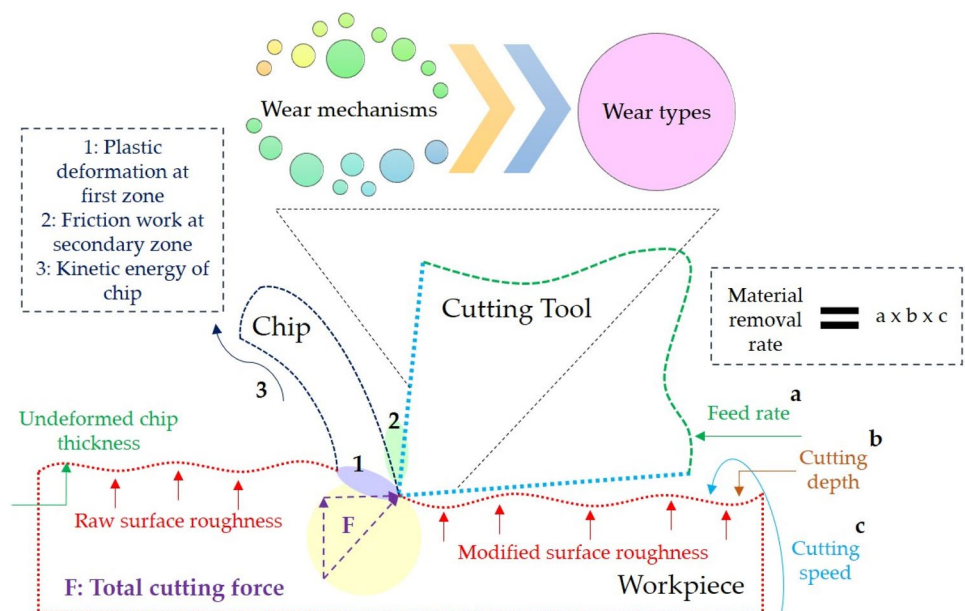 Wear mechanisms
Wear types
1: Plastic
deformation at
first zone
2: Friction work at
secondary zone
3: Kinetic energy of
chip
Cutting Tool
Material
removal
rate
=
a x b x c
Chip
3
2
1
a
Feed rate
b
Cutting
depth
c
Cutting
speed
Undeformed chip
thickness
Raw surface roughness
F
Modified surface roughness
F: Total cutting force
Workpiece